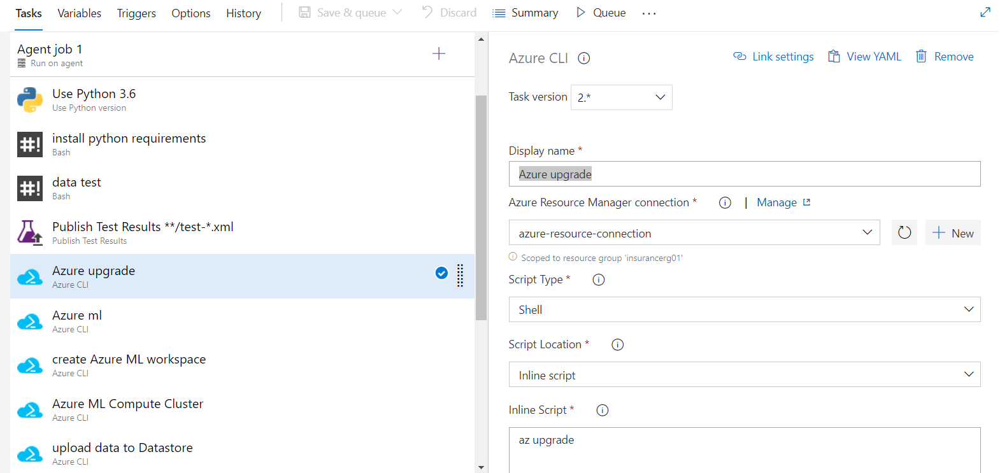 Tasks Variables Triggers Options History Save & queue Discard Summary Queue ...
Agent job 1
Run on agent
Use Python 3.6
Use Python version
install python requirements
Bash
data test
Bash
Publish Test Results **/test-*.xml
Publish Test Results
Azure upgrade
Azure CLI
Azure ml
Azure CLI
create Azure ML workspace
Azure CLI
Azure ML Compute Cluster
Azure CLI
upload data to Datastore
Azure CLI
Azure CLI Link settings View YAML Remove
Task version 2.*
Display name *
Azure upgrade
Azure Resource Manager connection * | Manage
azure-resource-connection New
Scoped to resource group 'insurancerg01'
Script Type *
Shell
Script Location *
Inline script
Inline Script *
az upgrade